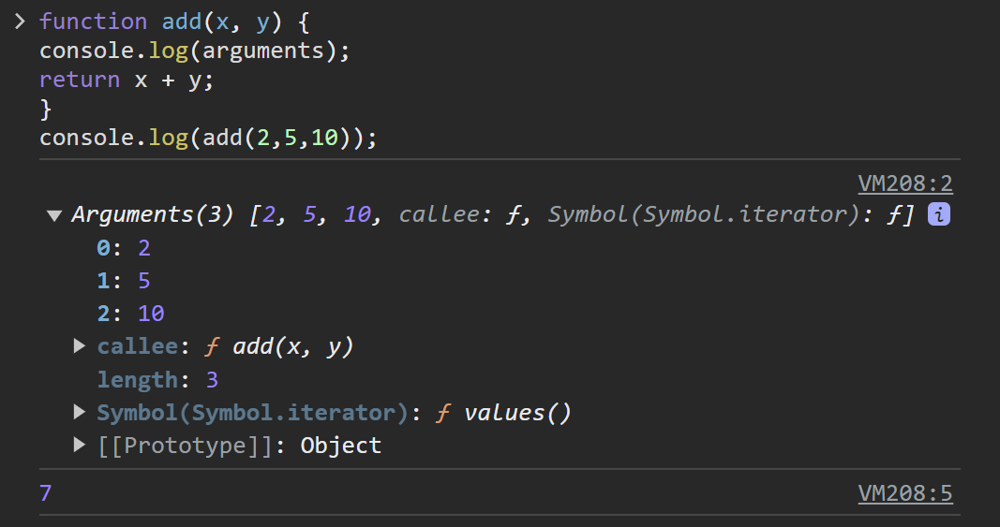 > function add(x, y) {
console.log(arguments);
return x + y;
}
console.log(add(2,5,10));
VM208:2
▼ Arguments(3) [2, 5, 10, callee: ƒ, Symbol(Symbol.iterator): ƒ] i
0: 2
1: 5
2: 10
▶ callee: ƒ add(x, y)
length: 3
▶ Symbol(Symbol.iterator): ƒ values()
▶ [[Prototype]]: Object
7 VM208:5